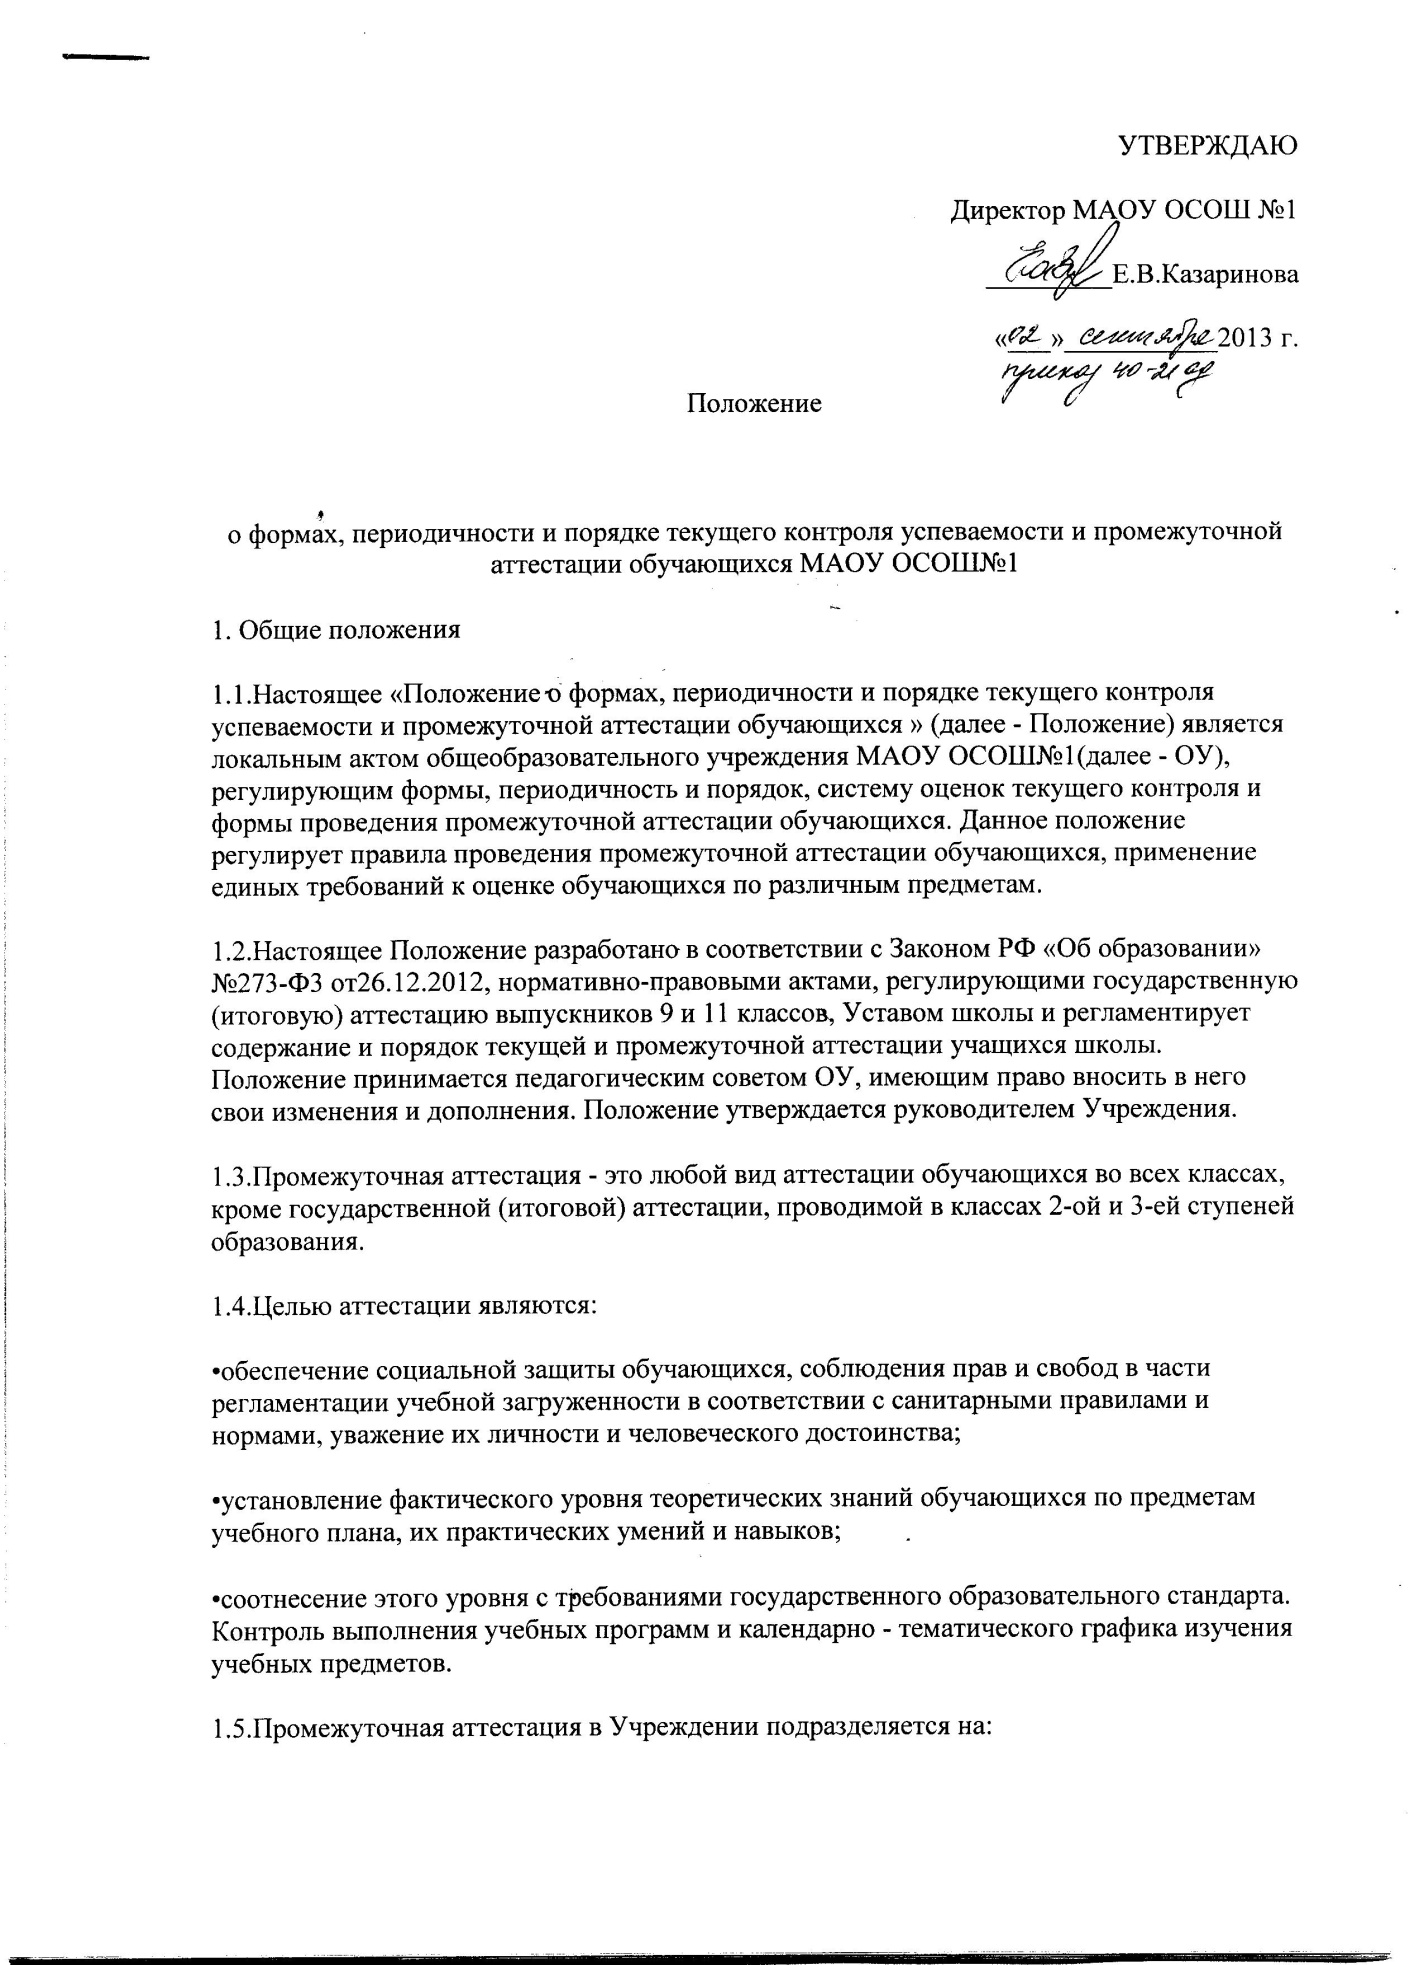 УТВЕРЖДАЮ
Директор МАОУ ОСОШ №1
Е.В.Казаринова
«02» сентября 2013 г.
приказ 40-21 од
Положение
о формах, периодичности и порядке текущего контроля успеваемости и промежуточной
аттестации обучающихся МАОУ ОСОШ№1
1. Общие положения
1.1.Настоящее «Положение о формах, периодичности и порядке текущего контроля
успеваемости и промежуточной аттестации обучающихся » (далее - Положение) является
локальным актом общеобразовательного учреждения МАОУ ОСОШ№1(далее - ОУ),
регулирующим формы, периодичность и порядок, систему оценок текущего контроля и
формы проведения промежуточной аттестации обучающихся. Данное положение
регулирует правила проведения промежуточной аттестации обучающихся, применение
единых требований к оценке обучающихся по различным предметам.
1.2.Настоящее Положение разработано в соответствии с Законом РФ «Об образовании»
№273-ФЗ от26.12.2012, нормативно-правовыми актами, регулирующими государственную
(итоговую) аттестацию выпускников 9 и 11 классов, Уставом школы и регламентирует
содержание и порядок текущей и промежуточной аттестации учащихся школы.
Положение принимается педагогическим советом ОУ, имеющим право вносить в него
свои изменения и дополнения. Положение утверждается руководителем Учреждения.
1.3.Промежуточная аттестация - это любой вид аттестации обучающихся во всех классах,
кроме государственной (итоговой) аттестации, проводимой в классах 2-ой и 3-ей ступеней
образования.
1.4.Целью аттестации являются:
•обеспечение социальной защиты обучающихся, соблюдения прав и свобод в части
регламентации учебной загруженности в соответствии с санитарными правилами и
нормами, уважение их личности и человеческого достоинства;
•установление фактического уровня теоретических знаний обучающихся по предметам
учебного плана, их практических умений и навыков;
•соотнесение этого уровня с требованиями государственного образовательного стандарта.
Контроль выполнения учебных программ и календарно - тематического графика изучения
учебных предметов.
1.5.Промежуточная аттестация в Учреждении подразделяется на: